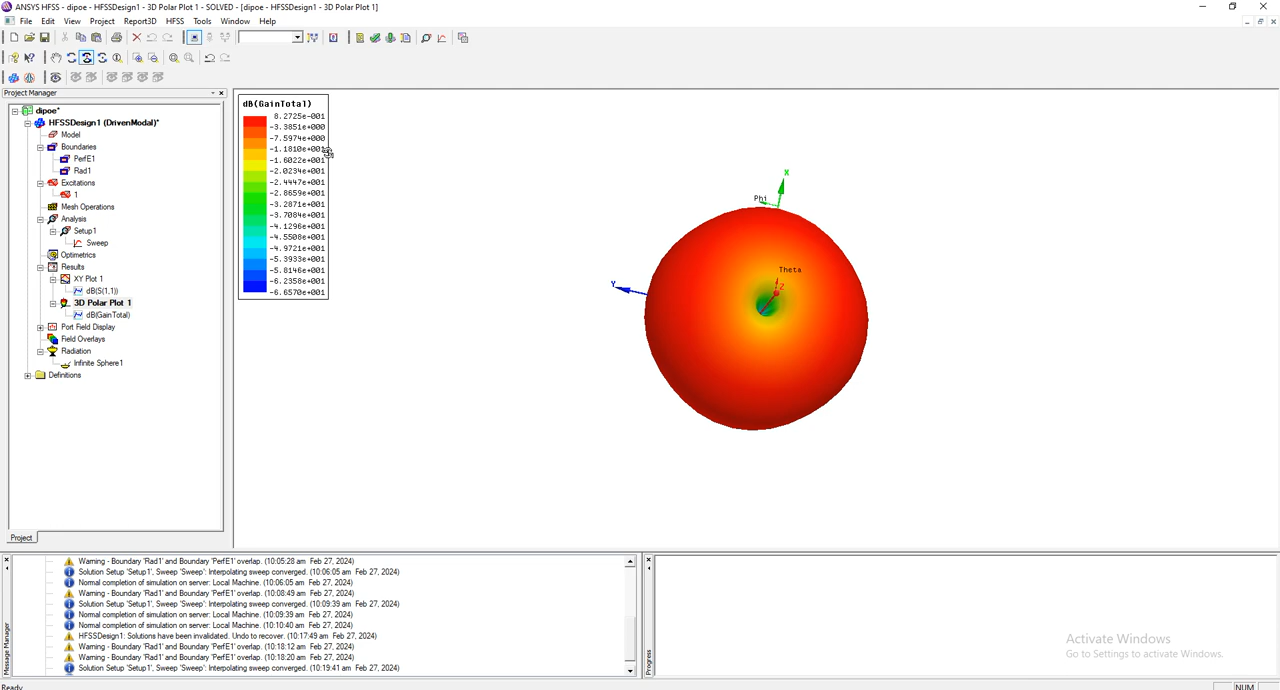 ANSYS HFSS - dipoe - HFSSDesign1 - 3D Polar Plot 1 - SOLVED - [dipoe - HFSSDesign1 - 3D Polar Plot 1]
File Edit View Project Report3D HFSS Tools Window Help
Project Manager
dipoe*
HFSSDesign1 (DrivenModal)*
Model
Boundaries
PerfE1
Rad1
Excitations
1
Mesh Operations
Analysis
Setup1
Sweep
Optimetrics
Results
XY Plot 1
dB(S(1,1))
3D Polar Plot 1
dB(GainTotal)
Port Field Display
Field Overlays
Radiation
Infinite Sphere1
Definitions
Project
dB(GainTotal)
8.2725e-001
-3.3851e+000
-7.5974e+000
-1.1810e+001
-1.6022e+001
-2.0234e+001
-2.4447e+001
-2.8659e+001
-3.2871e+001
-3.7084e+001
-4.1296e+001
-4.5508e+001
-4.9721e+001
-5.3933e+001
-5.8146e+001
-6.2358e+001
-6.6570e+001
X
Phi
Theta
Z
Y
Warning - Boundary 'Rad1' and Boundary 'PerfE1' overlap. (10:05:28 am Feb 27, 2024)
Solution Setup 'Setup1', Sweep 'Sweep': Interpolating sweep converged. (10:06:05 am Feb 27, 2024)
Normal completion of simulation on server: Local Machine. (10:06:05 am Feb 27, 2024)
Warning - Boundary 'Rad1' and Boundary 'PerfE1' overlap. (10:08:49 am Feb 27, 2024)
Solution Setup 'Setup1', Sweep 'Sweep': Interpolating sweep converged. (10:09:39 am Feb 27, 2024)
Normal completion of simulation on server: Local Machine. (10:09:39 am Feb 27, 2024)
Normal completion of simulation on server: Local Machine. (10:10:40 am Feb 27, 2024)
HFSSDesign1: Solutions have been invalidated. Undo to recover. (10:17:49 am Feb 27, 2024)
Warning - Boundary 'Rad1' and Boundary 'PerfE1' overlap. (10:18:12 am Feb 27, 2024)
Warning - Boundary 'Rad1' and Boundary 'PerfE1' overlap. (10:18:20 am Feb 27, 2024)
Solution Setup 'Setup1', Sweep 'Sweep': Interpolating sweep converged. (10:19:41 am Feb 27, 2024)
Message Manager
Progress
Activate Windows
Go to Settings to activate Windows.
Ready
NUM